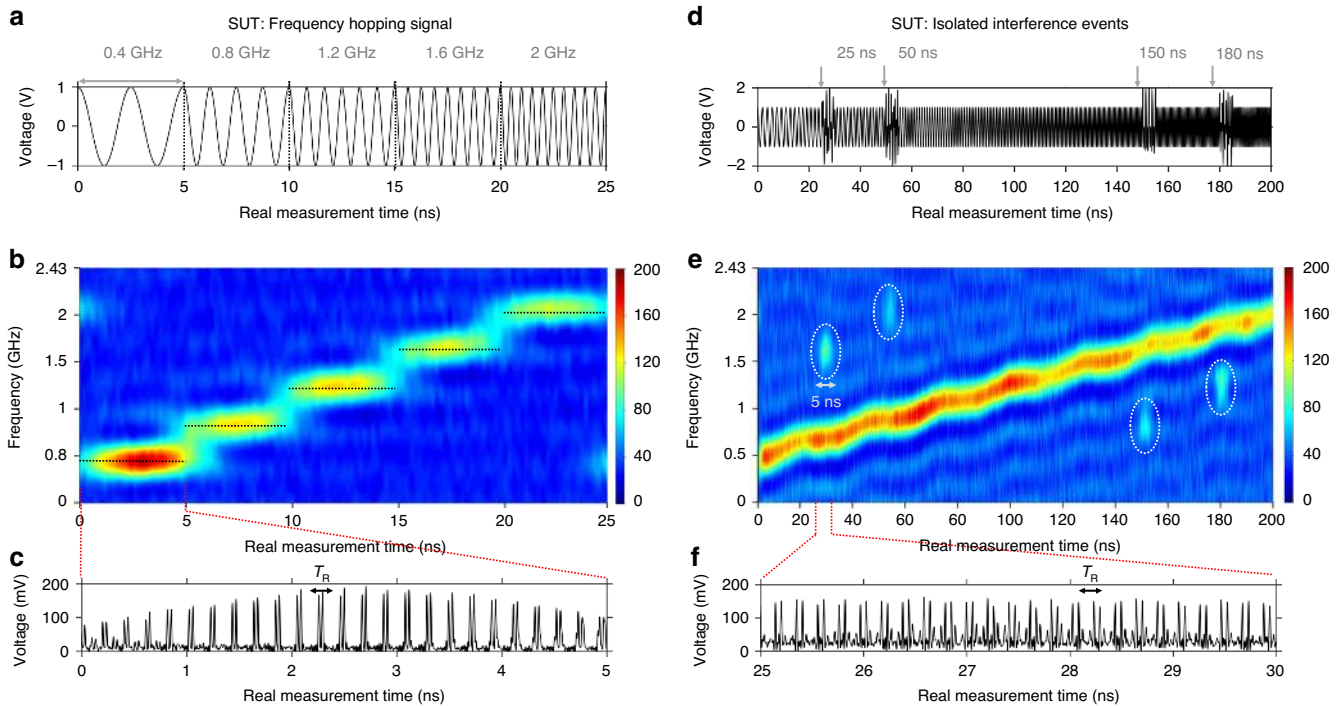 a
SUT: Frequency hopping signal
0.4 GHz 0.8 GHz 1.2 GHz 1.6 GHz 2 GHz
Voltage (V)
1
0
−1
0 5 10 15 20 25
Real measurement time (ns)
b
Frequency (GHz)
2.43
2
1.5
1
0.8
0
200
160
120
80
40
0
0 5 10 15 20 25
Real measurement time (ns)
c
Voltage (mV)
200
100
0
T_R
0 1 2 3 4 5
Real measurement time (ns)
d
SUT: Isolated interference events
25 ns 50 ns 150 ns 180 ns
Voltage (V)
2
0
−2
0 20 40 60 80 100 120 140 160 180 200
Real measurement time (ns)
e
Frequency (GHz)
2.43
2
1.5
1
0.5
0
5 ns
200
160
120
80
40
0
0 20 40 60 80 100 120 140 160 180 200
Real measurement time (ns)
f
Voltage (mV)
200
100
0
T_R
25 26 27 28 29 30
Real measurement time (ns)